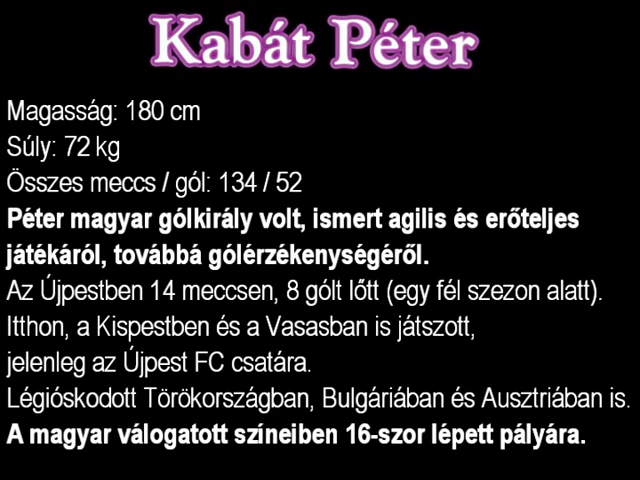 Kabát Péter
Magasság: 180 cm
Súly: 72 kg
Összes meccs / gól: 134 / 52
Péter magyar gólkirály volt, ismert agilis és erőteljes
játékáról, továbbá gólérzékenységéről.
Az Újpestben 14 meccsen, 8 gólt lőtt (egy fél szezon alatt).
Itthon, a Kispestben és a Vasasban is játszott,
jelenleg az Újpest FC csatára.
Légióskodott Törökországban, Bulgáriában és Ausztriában is.
A magyar válogatott színeiben 16-szor lépett pályára.